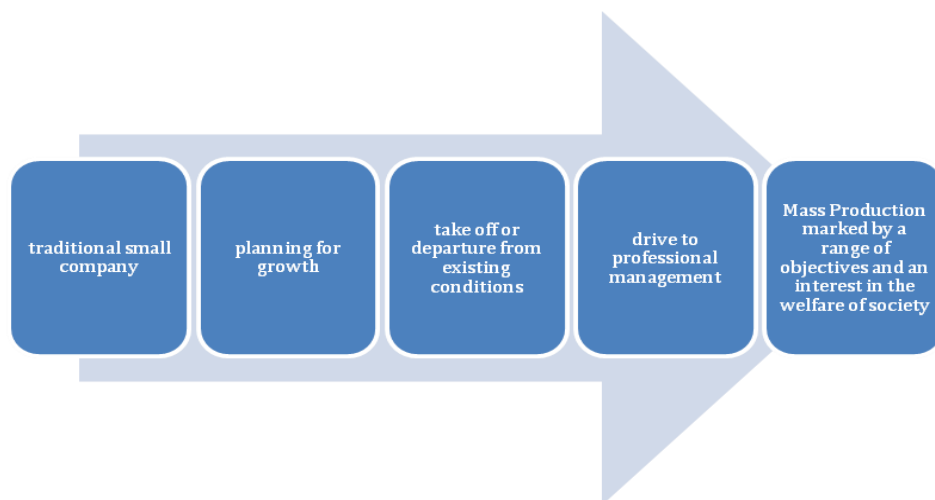 traditional small
company
planning for
growth
take off or
departure from
existing
conditions
drive to
professional
management
Mass Production
marked by a
range of
objectives and an
interest in the
welfare of society